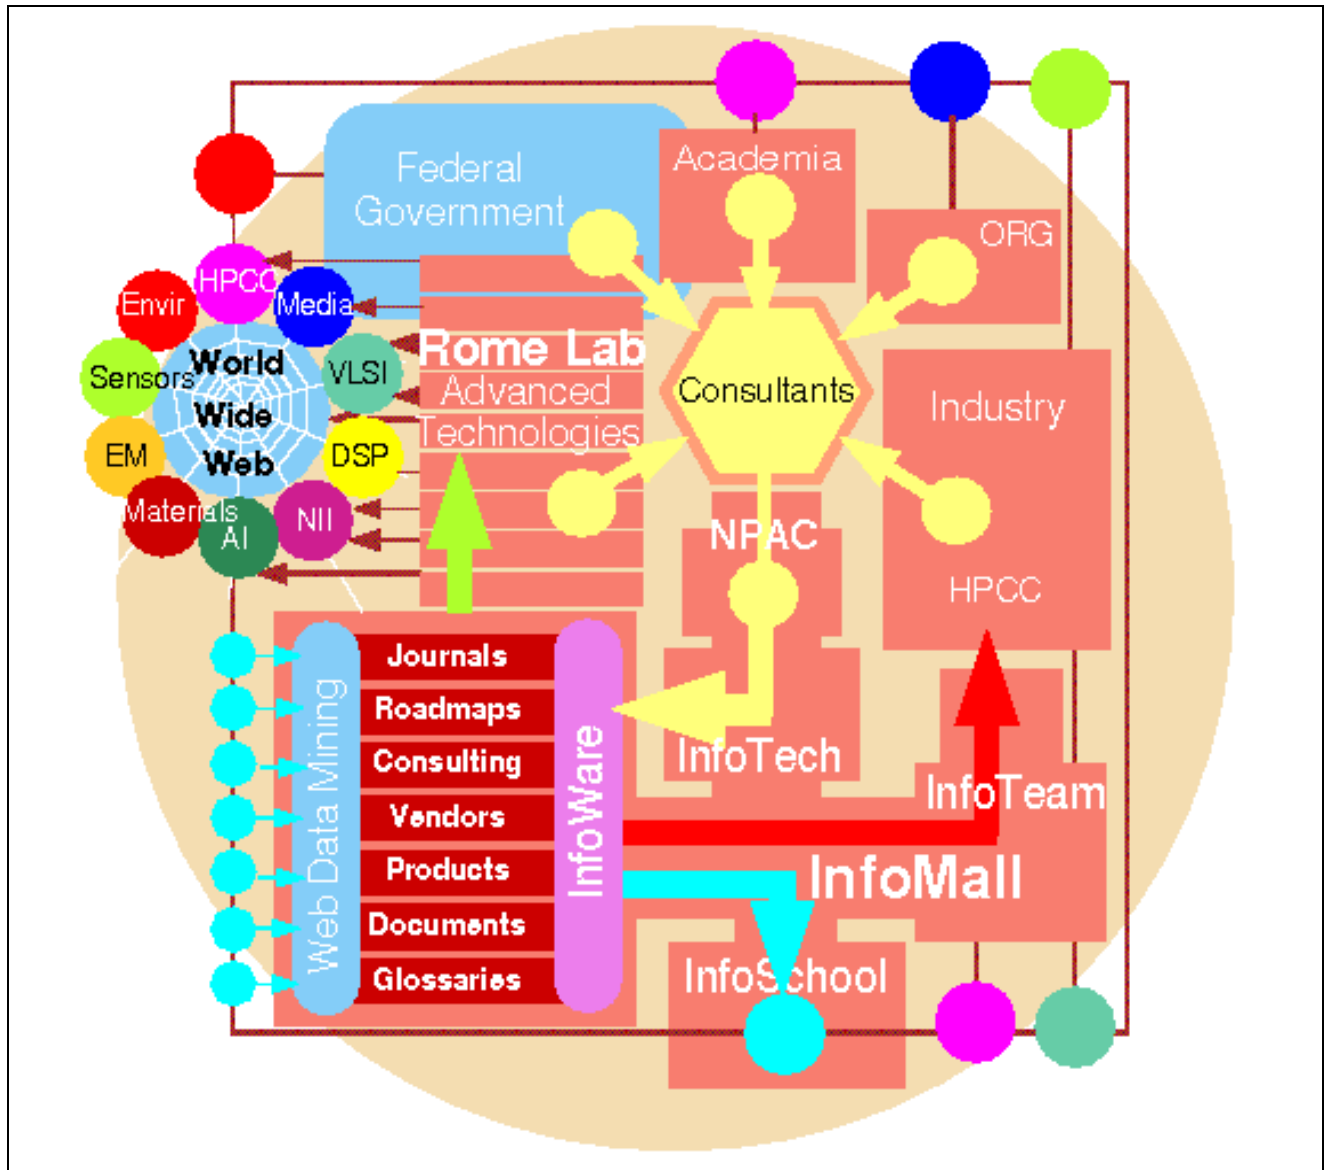 Federal
Government
Academia
ORG
HPCC
Envir
Media
Sensors
VLSI
World
Wide
Web
EM
DSP
Materials
AI
NII
Rome Lab
Advanced
Technologies
Consultants
Industry
HPCC
NPAC
InfoTech
InfoTeam
InfoMall
InfoSchool
Web Data Mining
Journals
Roadmaps
Consulting
Vendors
Products
Documents
Glossaries
InfoWare